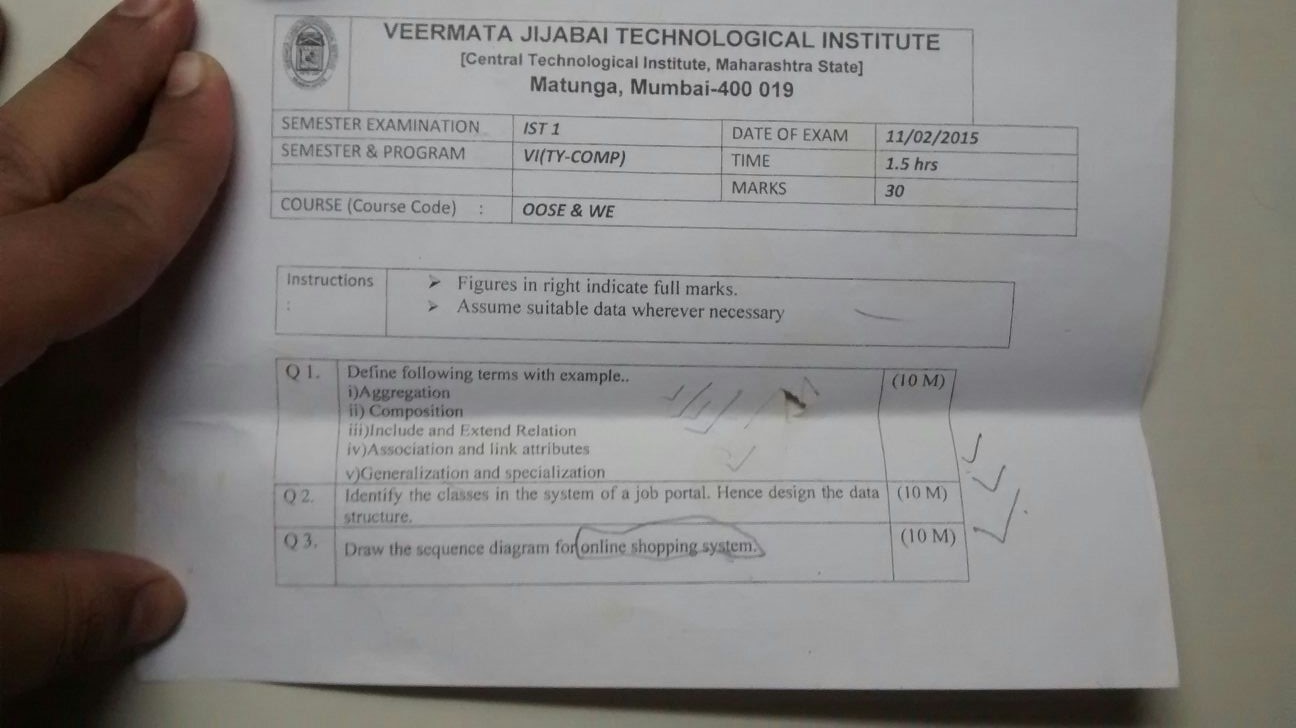 VEERMATA JIJABAI TECHNOLOGICAL INSTITUTE
[Central Technological Institute, Maharashtra State]
Matunga, Mumbai-400 019
SEMESTER EXAMINATION IST 1 DATE OF EXAM 11/02/2015
SEMESTER & PROGRAM VI(TY-COMP) TIME 1.5 hrs
MARKS 30
COURSE (Course Code) : OOSE & WE
Instructions : ➢ Figures in right indicate full marks.
➢ Assume suitable data wherever necessary
Q 1. Define following terms with example.. (10 M)
i)Aggregation
ii) Composition
iii)Include and Extend Relation
iv)Association and link attributes
v)Generalization and specialization
Q 2. Identify the classes in the system of a job portal. Hence design the data (10 M)
structure.
Q 3. Draw the sequence diagram for online shopping system. (10 M)